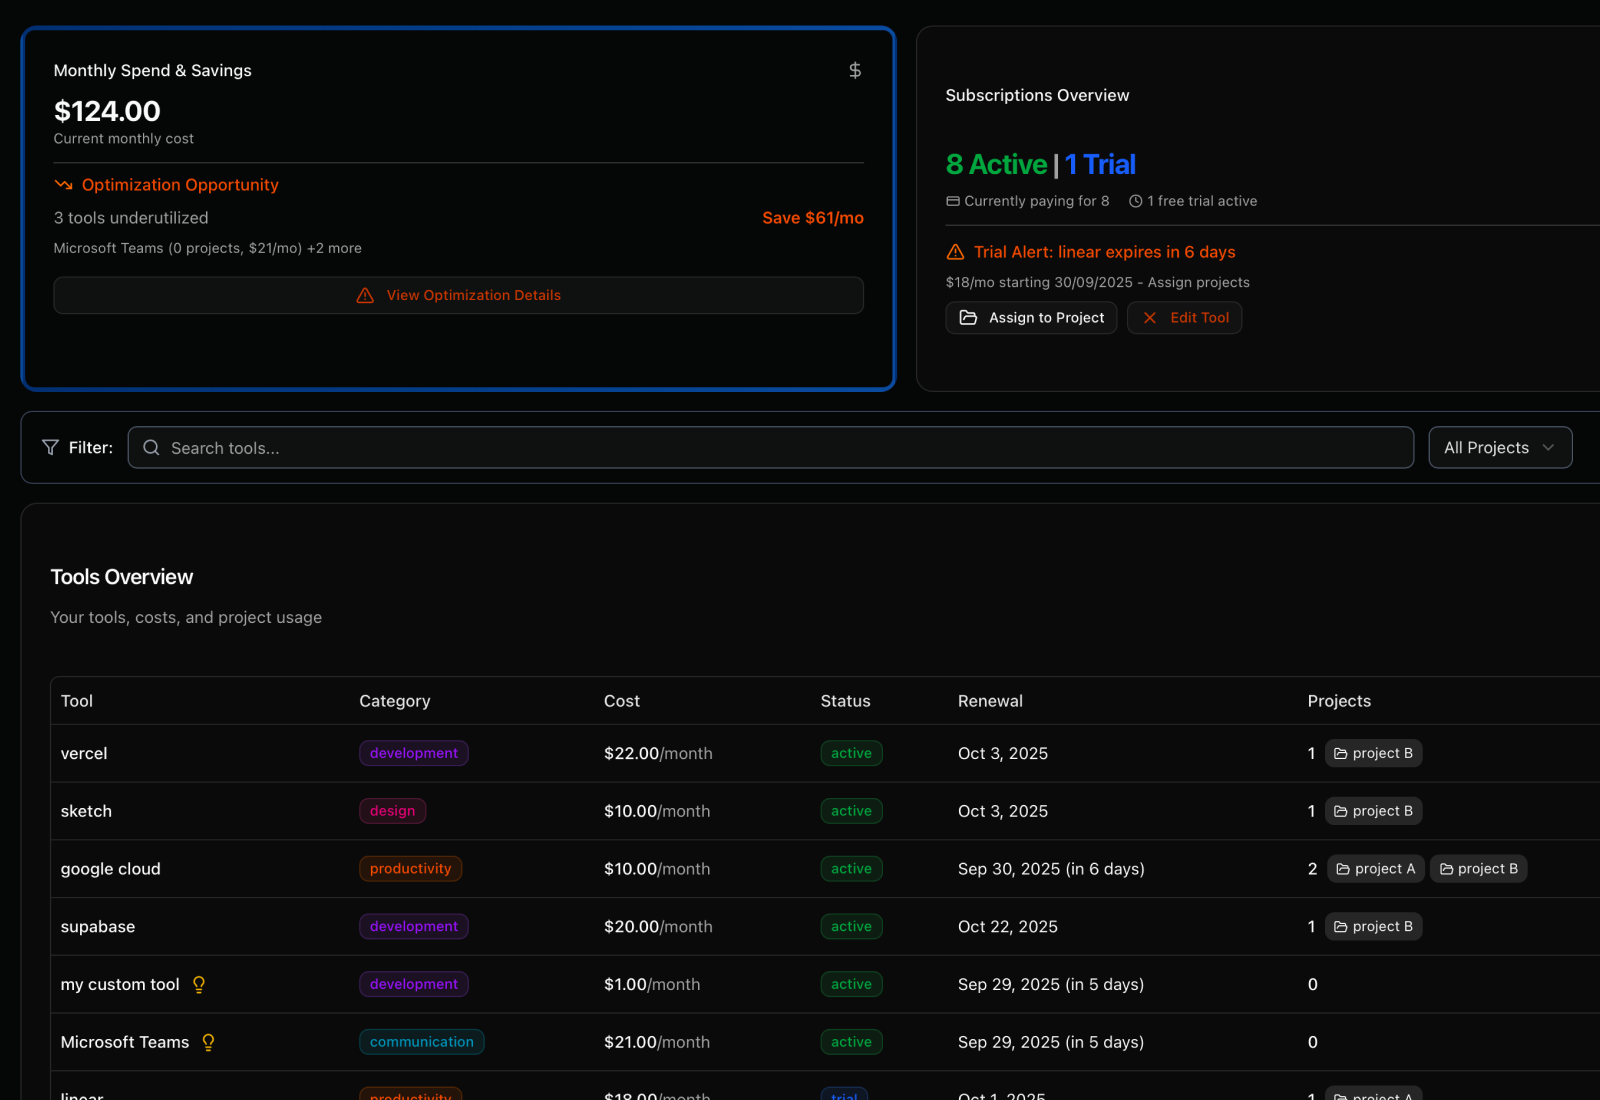 Monthly Spend & Savings
$
$124.00
Current monthly cost
Optimization Opportunity
3 tools underutilized
Save $61/mo
Microsoft Teams (0 projects, $21/mo) +2 more
View Optimization Details
Subscriptions Overview
8 Active | 1 Trial
Currently paying for 8 1 free trial active
Trial Alert: linear expires in 6 days
$18/mo starting 30/09/2025 - Assign projects
Assign to Project Edit Tool
Filter: Search tools... All Projects
Tools Overview
Your tools, costs, and project usage
Tool Category Cost Status Renewal Projects
vercel development $22.00/month active Oct 3, 2025 1 project B
sketch design $10.00/month active Oct 3, 2025 1 project B
google cloud productivity $10.00/month active Sep 30, 2025 (in 6 days) 2 project A project B
supabase development $20.00/month active Oct 22, 2025 1 project B
my custom tool development $1.00/month active Sep 29, 2025 (in 5 days) 0
Microsoft Teams communication $21.00/month active Sep 29, 2025 (in 5 days) 0
linear productivity $18.00/month trial Oct 1, 2025 1 project A